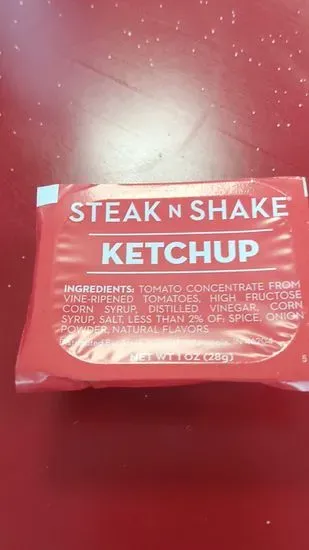 STEAK N SHAKE®
KETCHUP
INGREDIENTS: TOMATO CONCENTRATE FROM
VINE-RIPENED TOMATOES, HIGH FRUCTOSE
CORN SYRUP, DISTILLED VINEGAR, CORN
SYRUP, SALT, LESS THAN 2% OF: SPICE, ONION
POWDER, NATURAL FLAVORS
NET WT 1 OZ (28g)
5